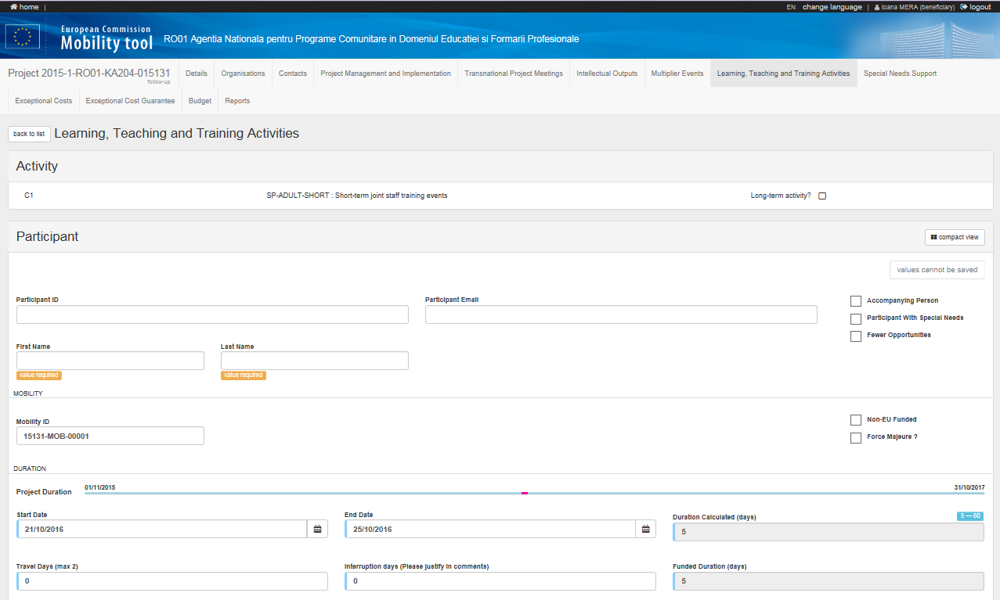 home |
EN change language | Ioana MERA (beneficiary) logout
European Commission
Mobility tool
RO01 Agentia Nationala pentru Programe Comunitare in Domeniul Educatiei si Formarii Profesionale
Project 2015-1-RO01-KA204-015131
follow-up
Details Organisations Contacts Project Management and Implementation Transnational Project Meetings Intellectual Outputs Multiplier Events Learning, Teaching and Training Activities Special Needs Support
Exceptional Costs Exceptional Cost Guarantee Budget Reports
back to list Learning, Teaching and Training Activities
Activity
C1 SP-ADULT-SHORT : Short-term joint staff training events Long-term activity?
Participant compact view
values cannot be saved
Participant ID Participant Email Accompanying Person
Participant With Special Needs
Fewer Opportunities
First Name Last Name
value required value required
MOBILITY
Mobility ID Non-EU Funded
15131-MOB-00001
Force Majeure ?
DURATION
Project Duration 01/11/2015 31/10/2017
Start Date End Date Duration Calculated (days) 5 — 60
21/10/2016 25/10/2016 5
Travel Days (max 2) Interruption days (Please justify in comments) Funded Duration (days)
0 0 5